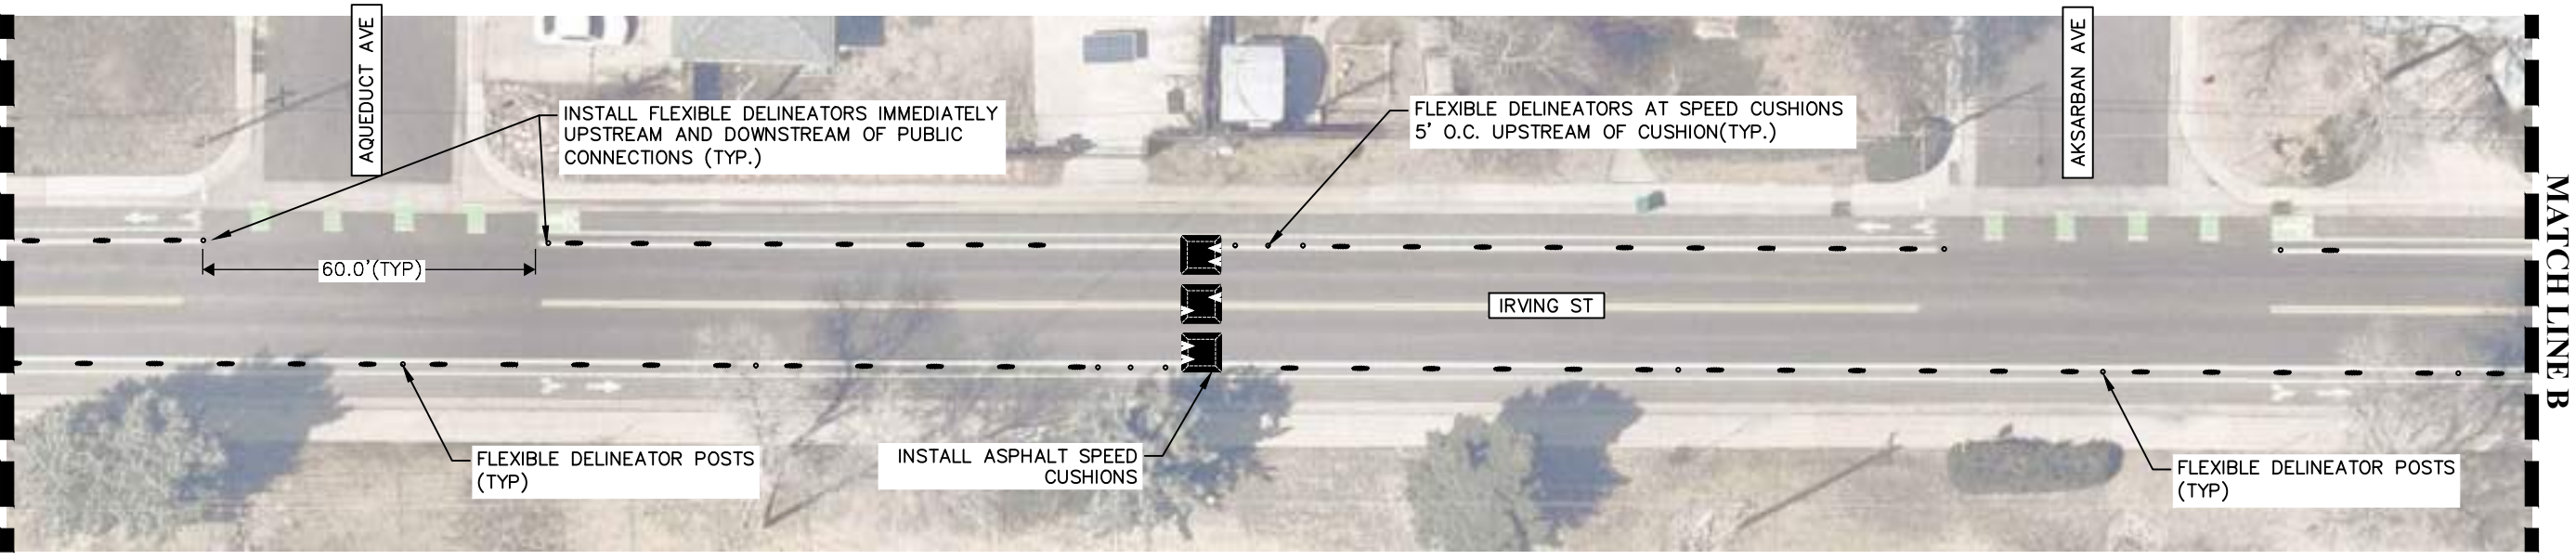 AQUEDUCT AVE
INSTALL FLEXIBLE DELINEATORS IMMEDIATELY
UPSTREAM AND DOWNSTREAM OF PUBLIC
CONNECTIONS (TYP.)
FLEXIBLE DELINEATORS AT SPEED CUSHIONS
5' O.C. UPSTREAM OF CUSHION(TYP.)
AKSARBAN AVE
60.0'(TYP)
IRVING ST
FLEXIBLE DELINEATOR POSTS
(TYP)
INSTALL ASPHALT SPEED
CUSHIONS
FLEXIBLE DELINEATOR POSTS
(TYP)
MATCHLINE B